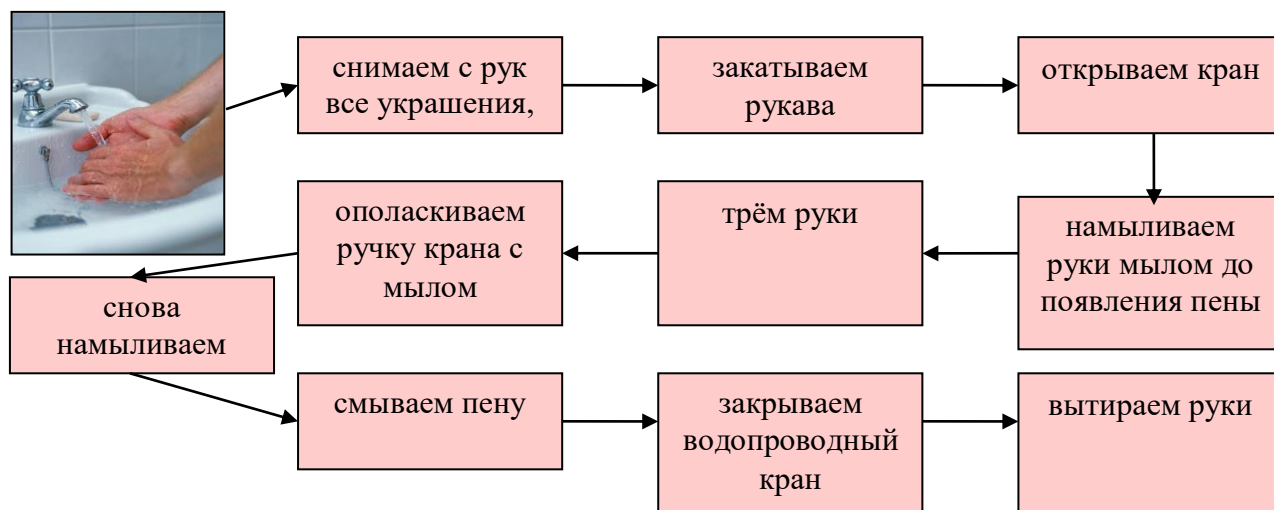 снимаем с рук
все украшения,
закатываем
рукава
открываем кран
намыливаем
руки мылом до
появления пены
трём руки
ополаскиваем
ручку крана с
мылом
снова
намыливаем
смываем пену
закрываем
водопроводный
кран
вытираем руки